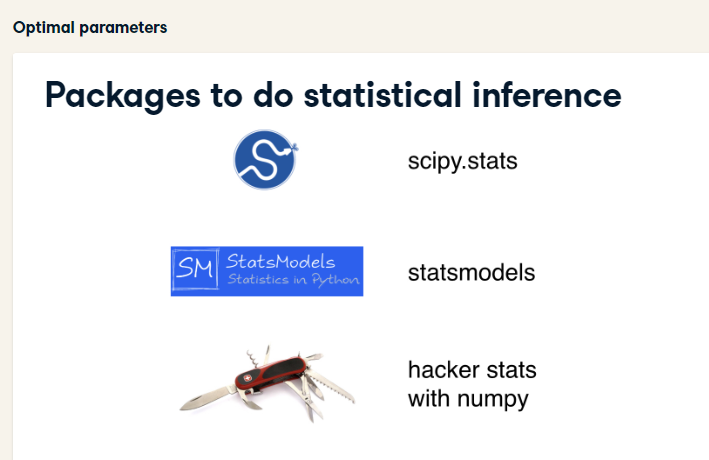 Optimal parameters
Packages to do statistical inference
scipy.stats
SM
StatsModels
Statistics in Python
statsmodels
hacker stats
with numpy